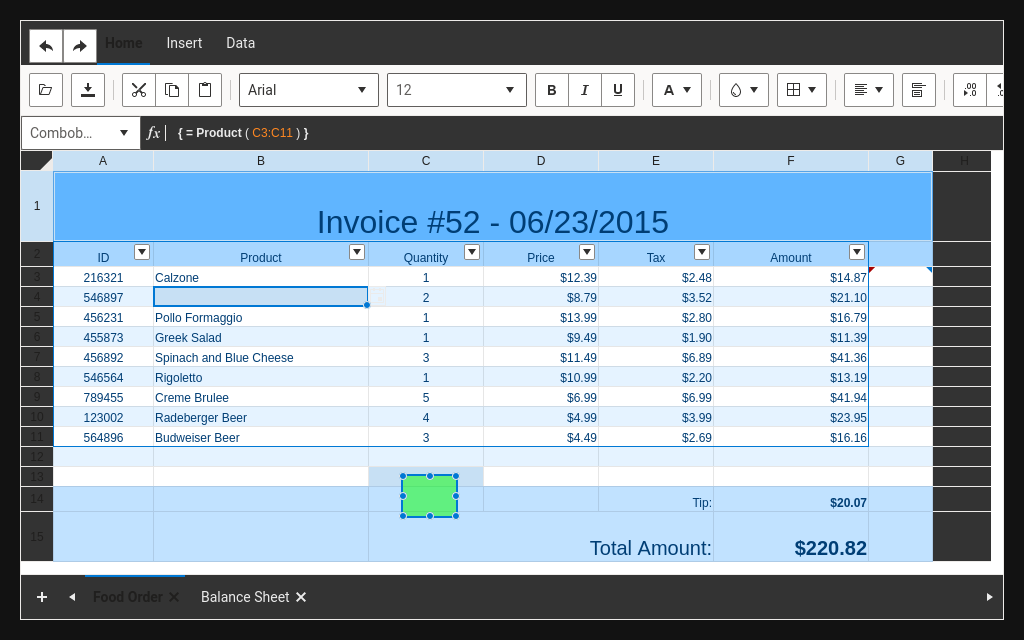 Home Insert Data
Arial 12 B I U A .00 .0
Combob... fx { = Product ( C3:C11 ) }
A B C D E F G H
1 Invoice #52 - 06/23/2015
2 ID Product Quantity Price Tax Amount
3 216321 Calzone 1 $12.39 $2.48 $14.87
4 546897 2 $8.79 $3.52 $21.10
5 456231 Pollo Formaggio 1 $13.99 $2.80 $16.79
6 455873 Greek Salad 1 $9.49 $1.90 $11.39
7 456892 Spinach and Blue Cheese 3 $11.49 $6.89 $41.36
8 546564 Rigoletto 1 $10.99 $2.20 $13.19
9 789455 Creme Brulee 5 $6.99 $6.99 $41.94
10 123002 Radeberger Beer 4 $4.99 $3.99 $23.95
11 564896 Budweiser Beer 3 $4.49 $2.69 $16.16
12
13
14 Tip: $20.07
15 Total Amount: $220.82
Food Order Balance Sheet